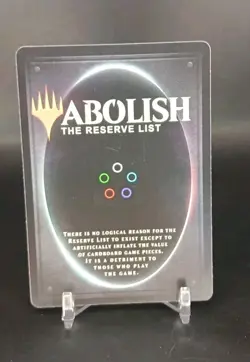 ABOLISH
THE RESERVE LIST
THERE IS NO LOGICAL REASON FOR THE
RESERVE LIST TO EXIST EXCEPT TO
ARTIFICIALLY INFLATE THE VALUE
OF CARDBOARD GAME PIECES.
IT IS A DETRIMENT TO
THOSE WHO PLAY
THE GAME.